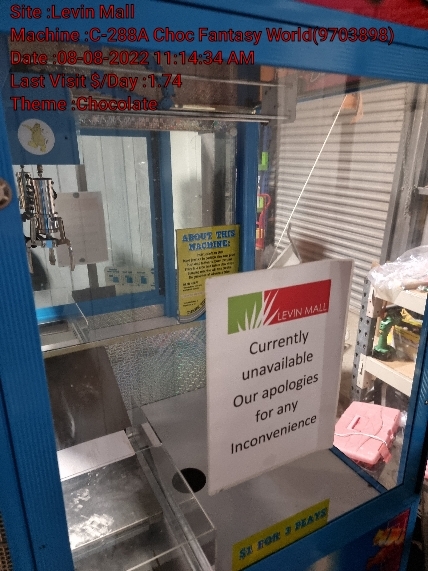 Site :Levin Mall
Machine :C-288A Choc Fantasy World(9763898)
Date :08-08-2022 11:14:34 AM
Last Visit $/Day :1.74
Theme :Chocolate
ABOUT THIS
MACHINE:
LEVIN MALL
Currently
unavailable
Our apologies
for any
Inconvenience
$1 FOR 2 PLAYS